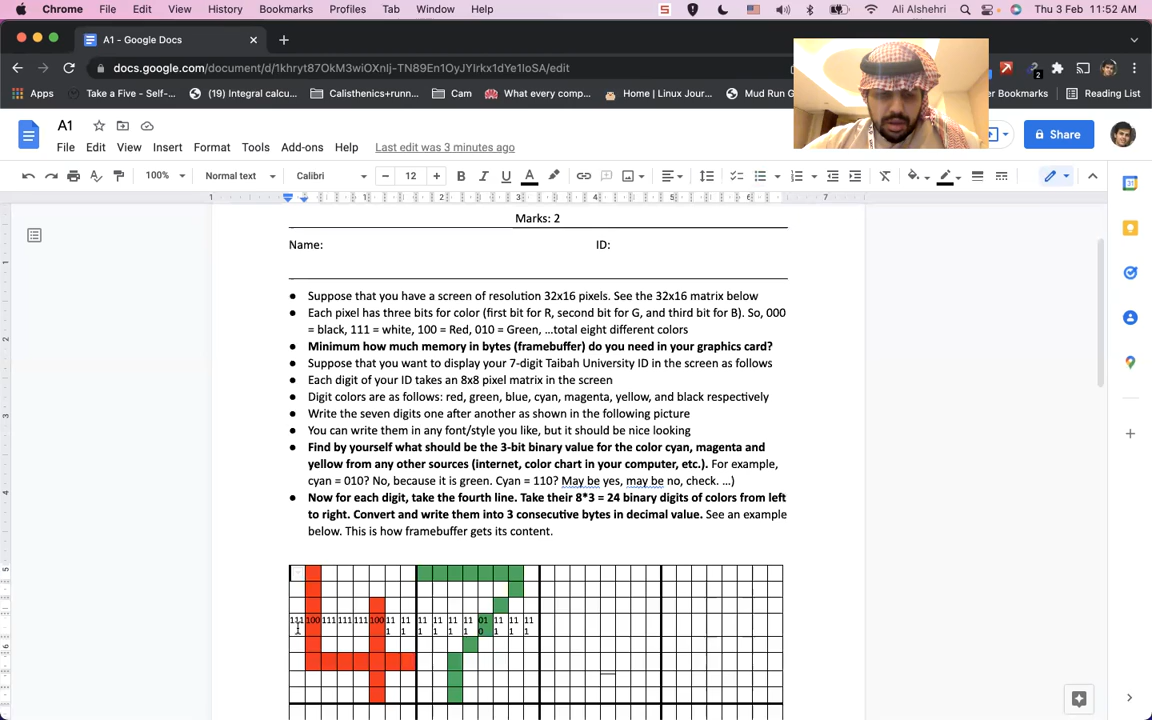 Chrome File Edit View History Bookmarks Profiles Tab Window Help S Ali Alshehri Thu 3 Feb 11:52 AM
A1 - Google Docs
docs.google.com/document/d/1khryt87OkM3wiOXnIj-TN89En1OyJYIrkx1dYe1IoSA/edit 2
Apps Take a Five - Self-... (19) Integral calcu... Calisthenics+runn... Cam What every comp... Home | Linux Jour... Mud Run G Bookmarks Reading List
A1
File Edit View Insert Format Tools Add-ons Help Last edit was 3 minutes ago Share
100% Normal text Calibri 12 B I U A
1 1 2 3 4 5 6 7
Marks: 2
Name: ID:
● Suppose that you have a screen of resolution 32x16 pixels. See the 32x16 matrix below
● Each pixel has three bits for color (first bit for R, second bit for G, and third bit for B). So, 000
= black, 111 = white, 100 = Red, 010 = Green, ...total eight different colors
● Minimum how much memory in bytes (framebuffer) do you need in your graphics card?
● Suppose that you want to display your 7-digit Taibah University ID in the screen as follows
● Each digit of your ID takes an 8x8 pixel matrix in the screen
● Digit colors are as follows: red, green, blue, cyan, magenta, yellow, and black respectively
● Write the seven digits one after another as shown in the following picture
● You can write them in any font/style you like, but it should be nice looking
● Find by yourself what should be the 3-bit binary value for the color cyan, magenta and
yellow from any other sources (internet, color chart in your computer, etc.). For example,
cyan = 010? No, because it is green. Cyan = 110? May be yes, may be no, check. ...)
● Now for each digit, take the fourth line. Take their 8*3 = 24 binary digits of colors from left
to right. Convert and write them into 3 consecutive bytes in decimal value. See an example
below. This is how framebuffer gets its content.
111 100 111 111 111 100 11 11 11 11 11 11 01 11 11 11
1 1 1 1 1 1 0 1 1 1